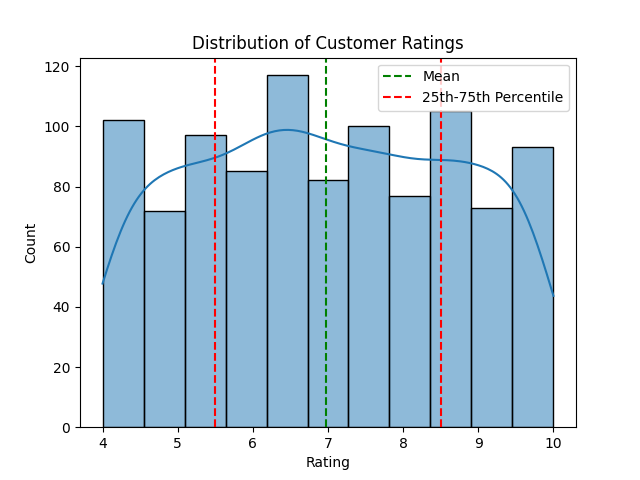 Distribution of Customer Ratings
Mean
25th-75th Percentile
120
100
80
60
40
20
0
Count
4 5 6 7 8 9 10
Rating